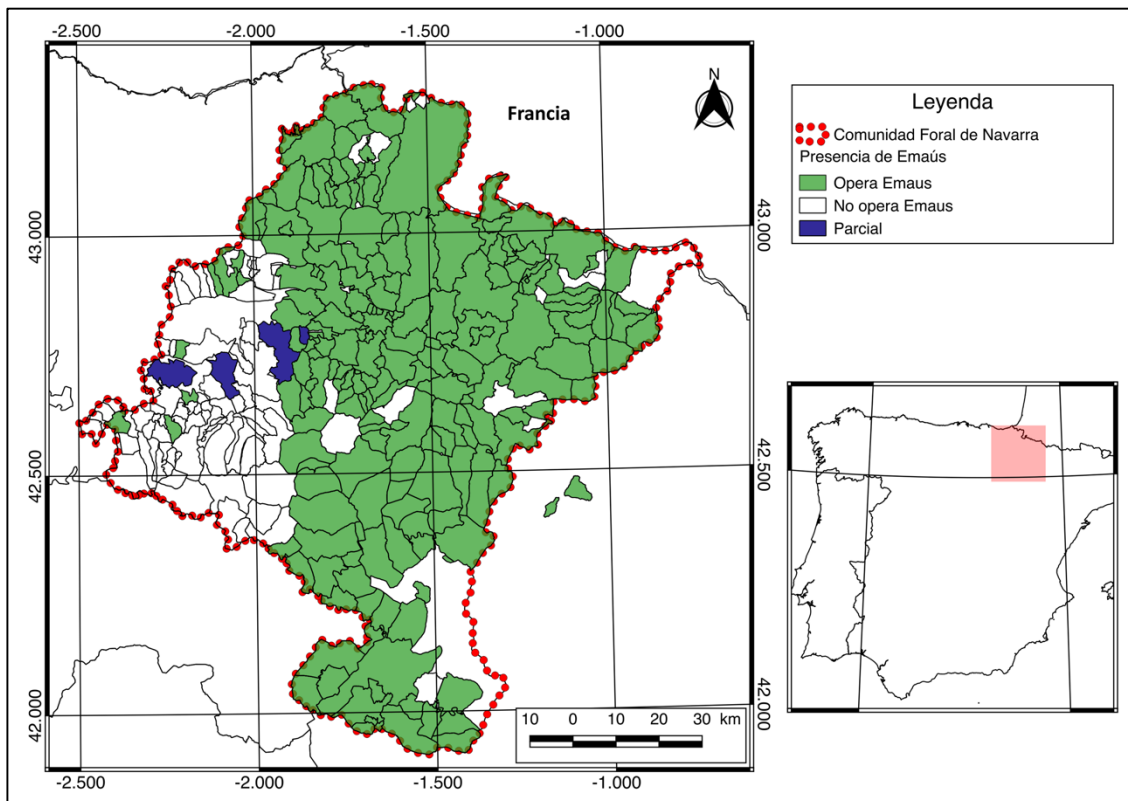 -2.500 -2.000 -1.500 -1.000
Francia
N
43.000 43.000
42.500 42.500
42.000 42.000
10 0 10 20 30 km
-2.000 -1.500 -1.000
Leyenda
Comunidad Foral de Navarra
Presencia de Emaús
Opera Emaus
No opera Emaus
Parcial